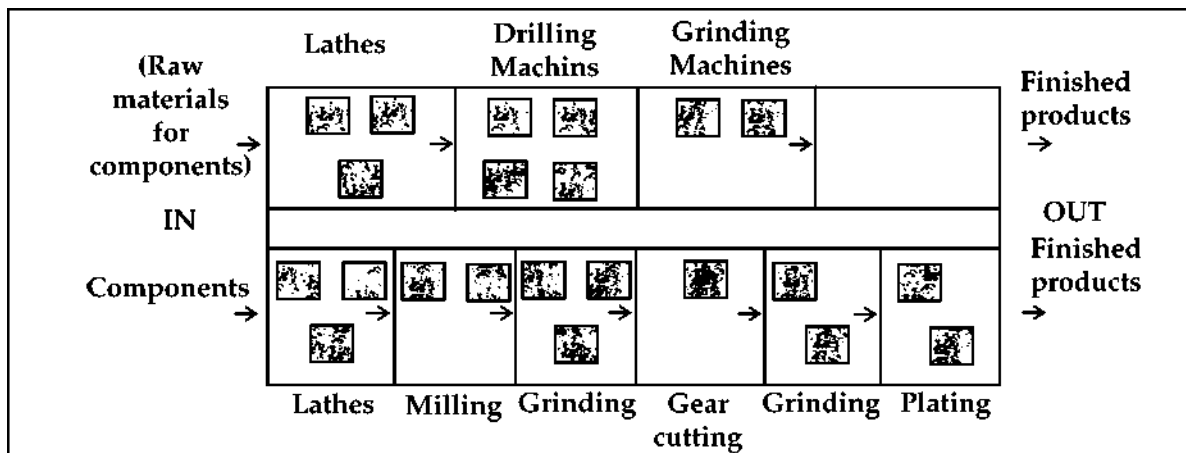 Lathes
Drilling
Machins
Grinding
Machines
(Raw
materials
for
components)
Finished
products
IN
OUT
Components
Finished
products
Lathes
Milling
Grinding
Gear
cutting
Grinding
Plating